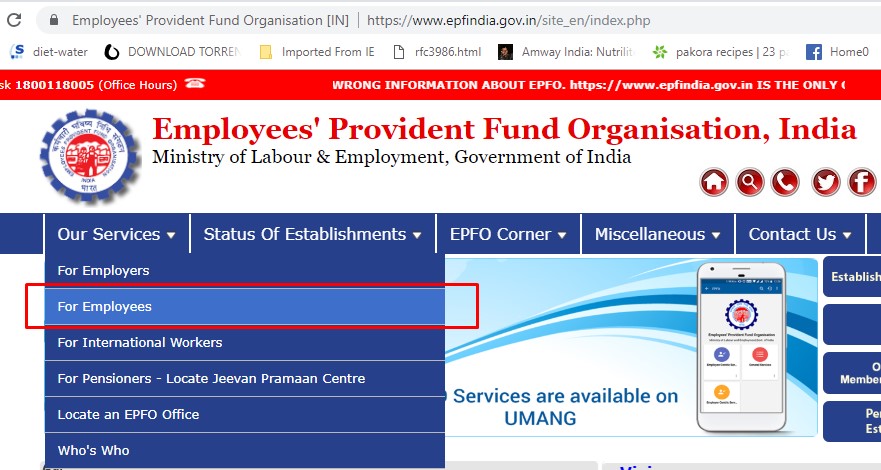 Employees' Provident Fund Organisation [IN] | https://www.epfindia.gov.in/site_en/index.php
diet-water DOWNLOAD TORREN Imported From IE rfc3986.html Amway India: Nutrilit pakora recipes | 23 p Home0
sk 1800118005 (Office Hours) WRONG INFORMATION ABOUT EPFO. https://www.epfindia.gov.in IS THE ONLY
Employees' Provident Fund Organisation, India
Ministry of Labour & Employment, Government of India
Our Services Status Of Establishments EPFO Corner Miscellaneous Contact Us
For Employers
For Employees
For International Workers
For Pensioners - Locate Jeevan Pramaan Centre
Locate an EPFO Office
Who's Who
Services are available on
UMANG
Employees' Provident Fund Organisation
Establish
O
Member
Pe
Est